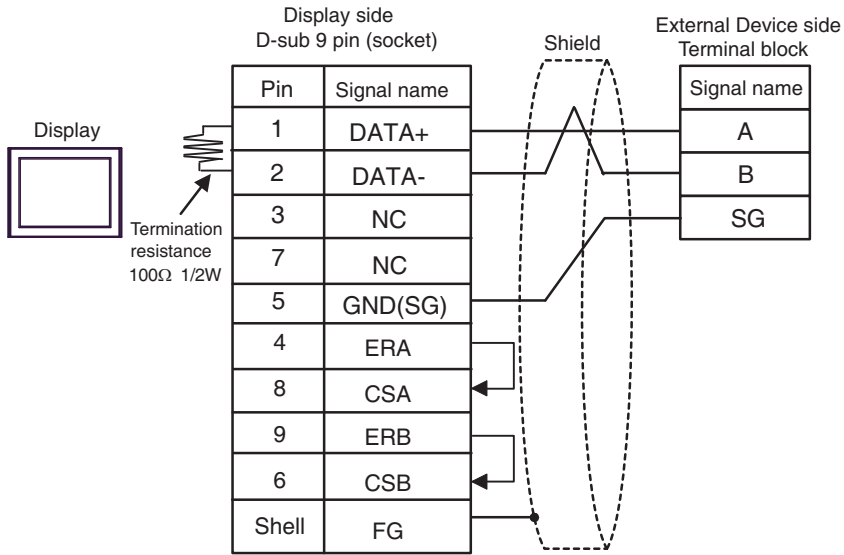 Display side
D-sub 9 pin (socket)
Shield
External Device side
Terminal block
Display
Termination
resistance
100Ω 1/2W
Pin Signal name
1 DATA+
2 DATA-
3 NC
7 NC
5 GND(SG)
4 ERA
8 CSA
9 ERB
6 CSB
Shell FG
Signal name
A
B
SG